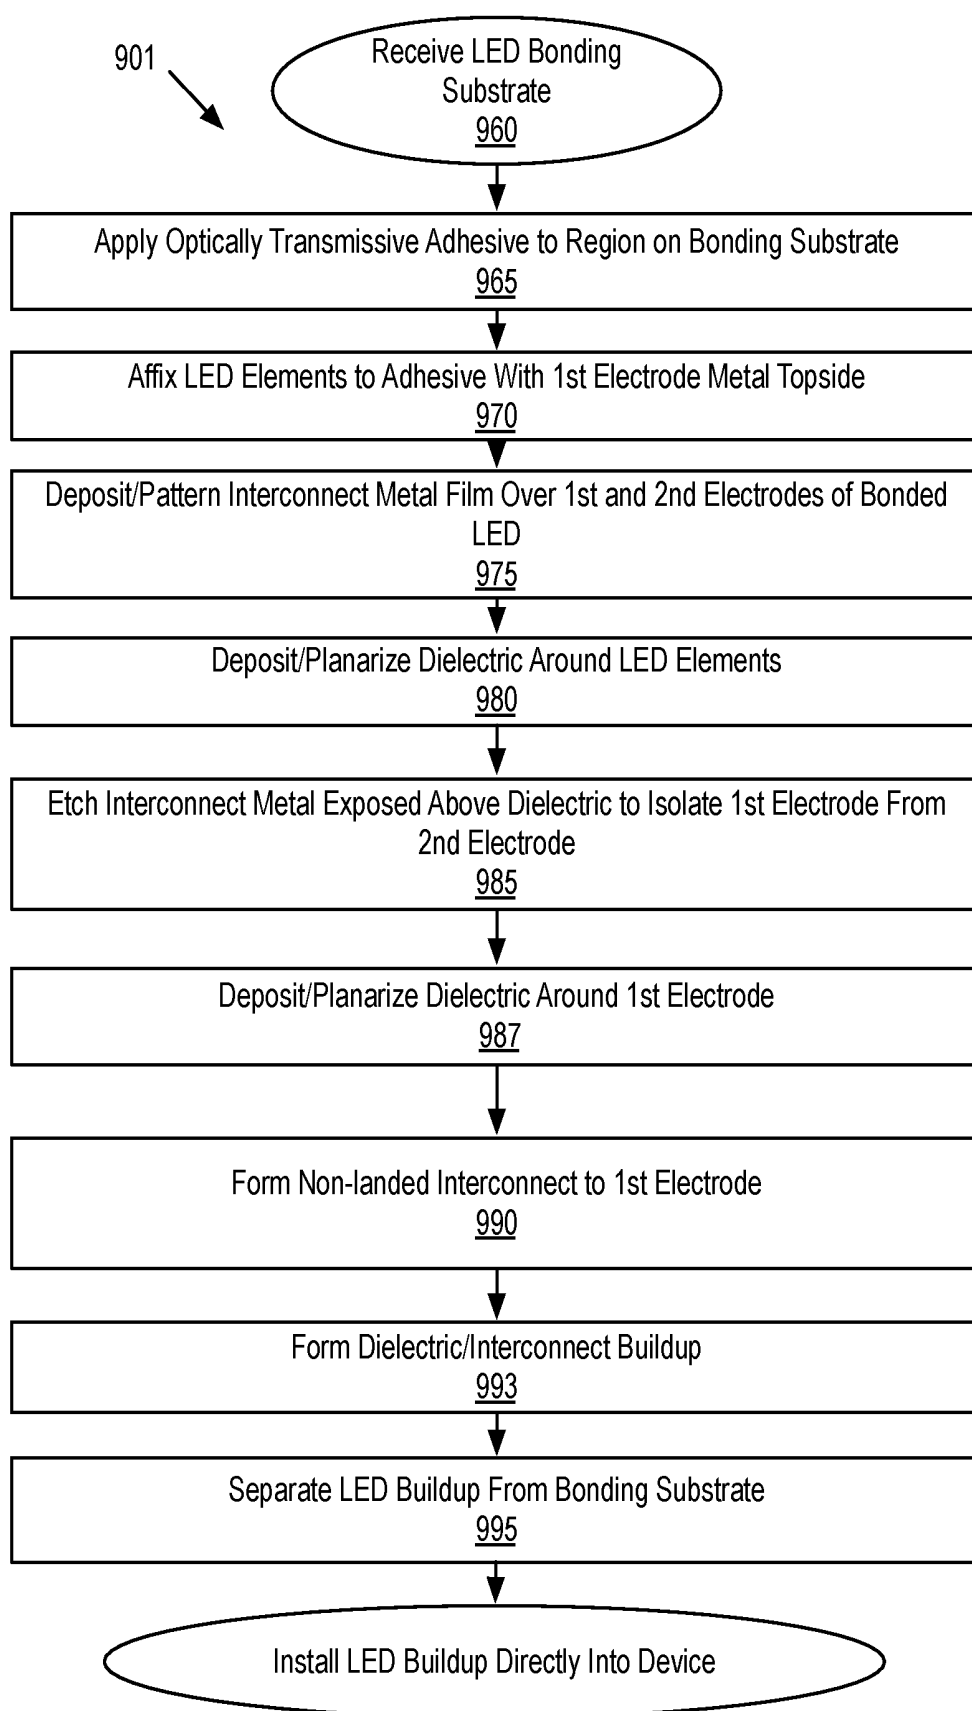 901
Receive LED Bonding
Substrate
960
Apply Optically Transmissive Adhesive to Region on Bonding Substrate
965
Affix LED Elements to Adhesive With 1st Electrode Metal Topside
970
Deposit/Pattern Interconnect Metal Film Over 1st and 2nd Electrodes of Bonded
LED
975
Deposit/Planarize Dielectric Around LED Elements
980
Etch Interconnect Metal Exposed Above Dielectric to Isolate 1st Electrode From
2nd Electrode
985
Deposit/Planarize Dielectric Around 1st Electrode
987
Form Non-landed Interconnect to 1st Electrode
990
Form Dielectric/Interconnect Buildup
993
Separate LED Buildup From Bonding Substrate
995
Install LED Buildup Directly Into Device